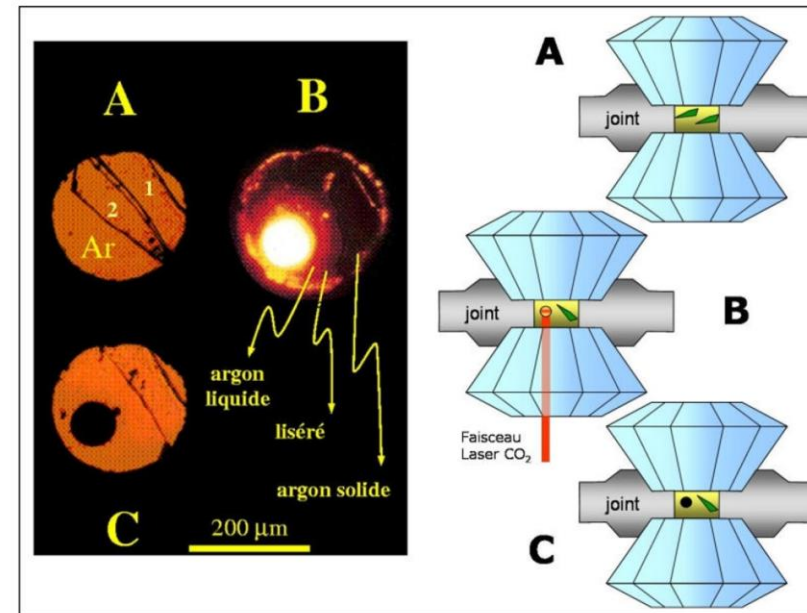 A
B
1
2
Ar
argon
liquide
liséré
argon solide
C
200 µm
A
joint
joint
B
Faisceau
Laser CO₂
joint
C